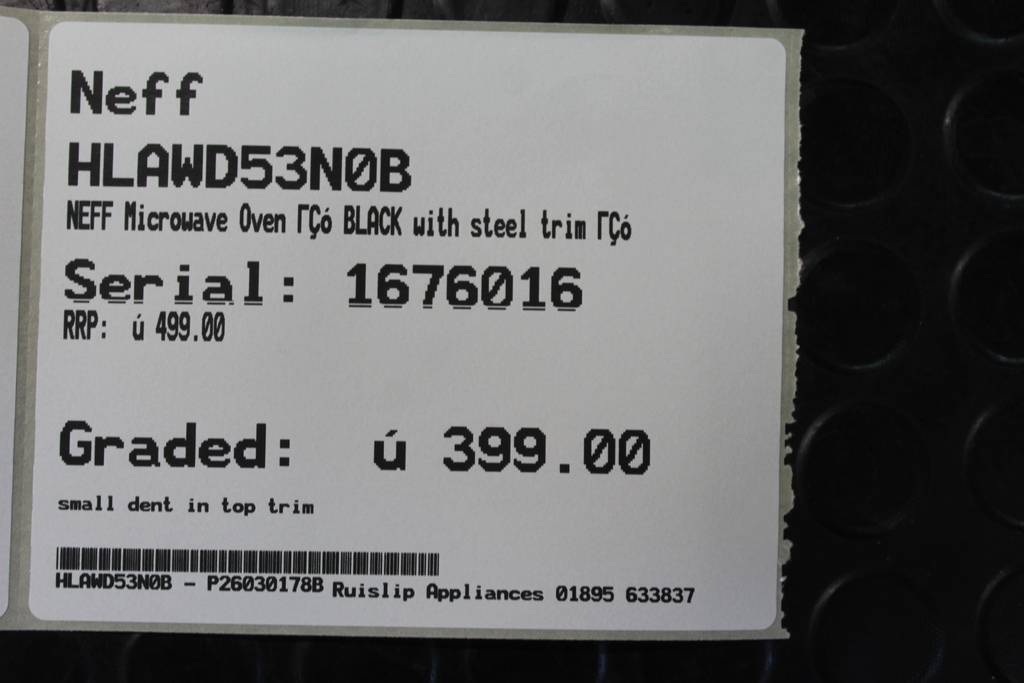 Neff
HLAWD53N0B
NEFF Microwave Oven ΓÇó BLACK with steel trim ΓÇó
Serial: 1676016
RRP: ú 499.00
Graded: ú 399.00
small dent in top trim
HLAWD53N0B - P26030178B Ruislip Appliances 01895 633837